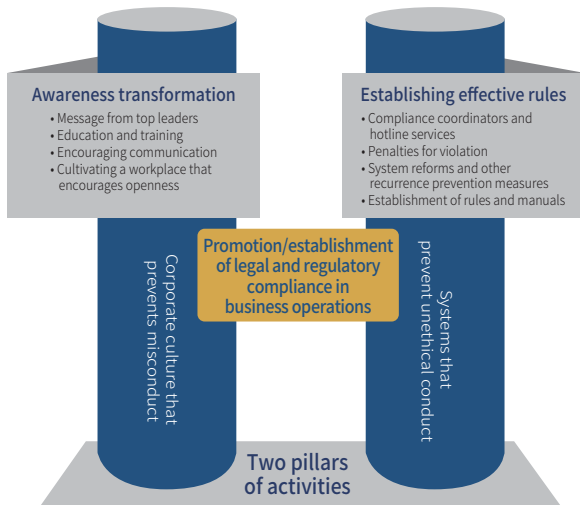 Awareness transformation
• Message from top leaders
• Education and training
• Encouraging communication
• Cultivating a workplace that
encourages openness
Establishing effective rules
• Compliance coordinators and
hotline services
• Penalties for violation
• System reforms and other
recurrence prevention measures
• Establishment of rules and manuals
Promotion/establishment
of legal and regulatory
compliance in
business operations
Corporate culture that
prevents misconduct
Systems that
prevent unethical conduct
Two pillars
of activities